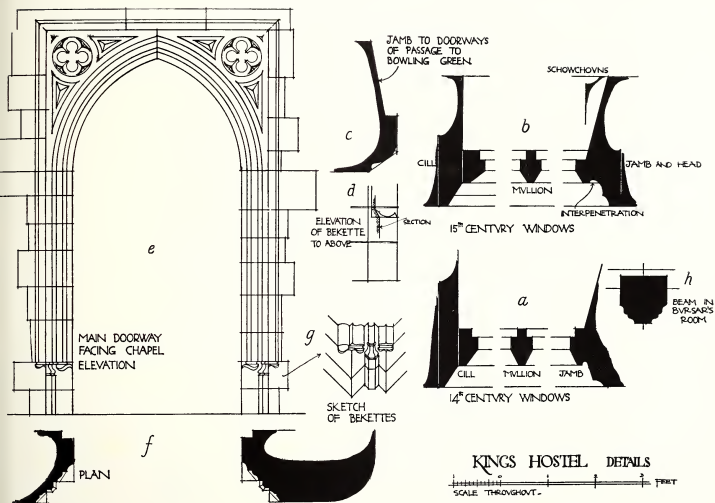 JAMB TO DOORWAYS
OF PASSAGE TO
BOWLING GREEN
c
d
ELEVATION
OF BEKETTE
TO ABOVE
SECTION
SCHOWCHOVNS
b
CILL
MVLLION
JAMB AND HEAD
INTERPENETRATION
15TH CENTVRY WINDOWS
a
CILL
MVLLION
JAMB
14TH CENTVRY WINDOWS
h
BEAM IN
BVRSAR'S
ROOM
e
MAIN DOORWAY
FACING CHAPEL
ELEVATION
g
SKETCH
OF BEKETTES
f
PLAN
KINGS HOSTEL DETAILS
1 0 1 2 3 FEET
SCALE THROVGHOVT.